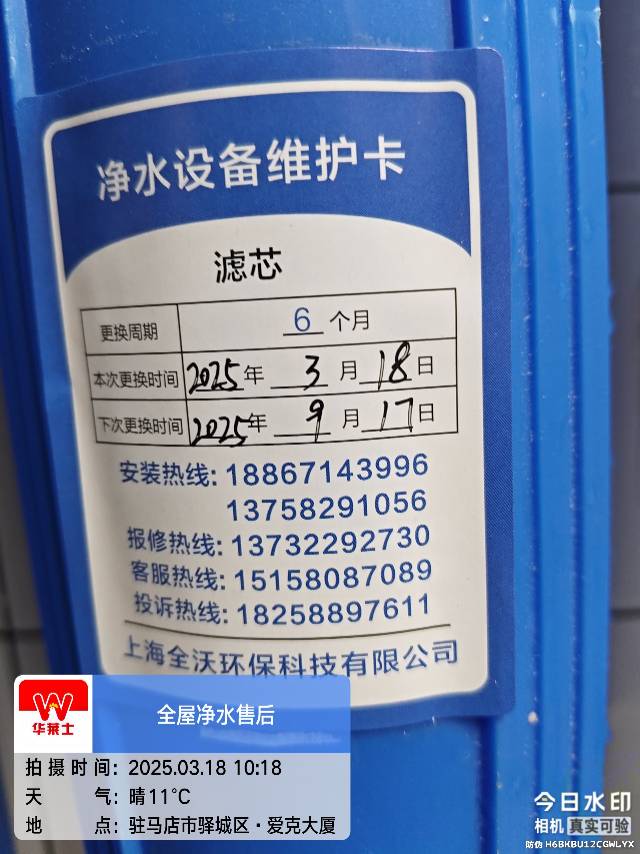 净水设备维护卡
滤芯
更换周期 6 个月
本次更换时间 2025年 3 月 18 日
下次更换时间 2025年 9 月 17 日
安装热线: 18867143996
13758291056
报修热线: 13732292730
客服热线: 15158087089
投诉热线: 18258897611
上海全沃环保科技有限公司
华莱士
全屋净水售后
拍摄时间: 2025.03.18 10:18
天气: 晴11℃
地点: 驻马店市驿城区·爱克大厦
今日水印
相机 真实可验
防伪 H6BKBU12CGWLYX